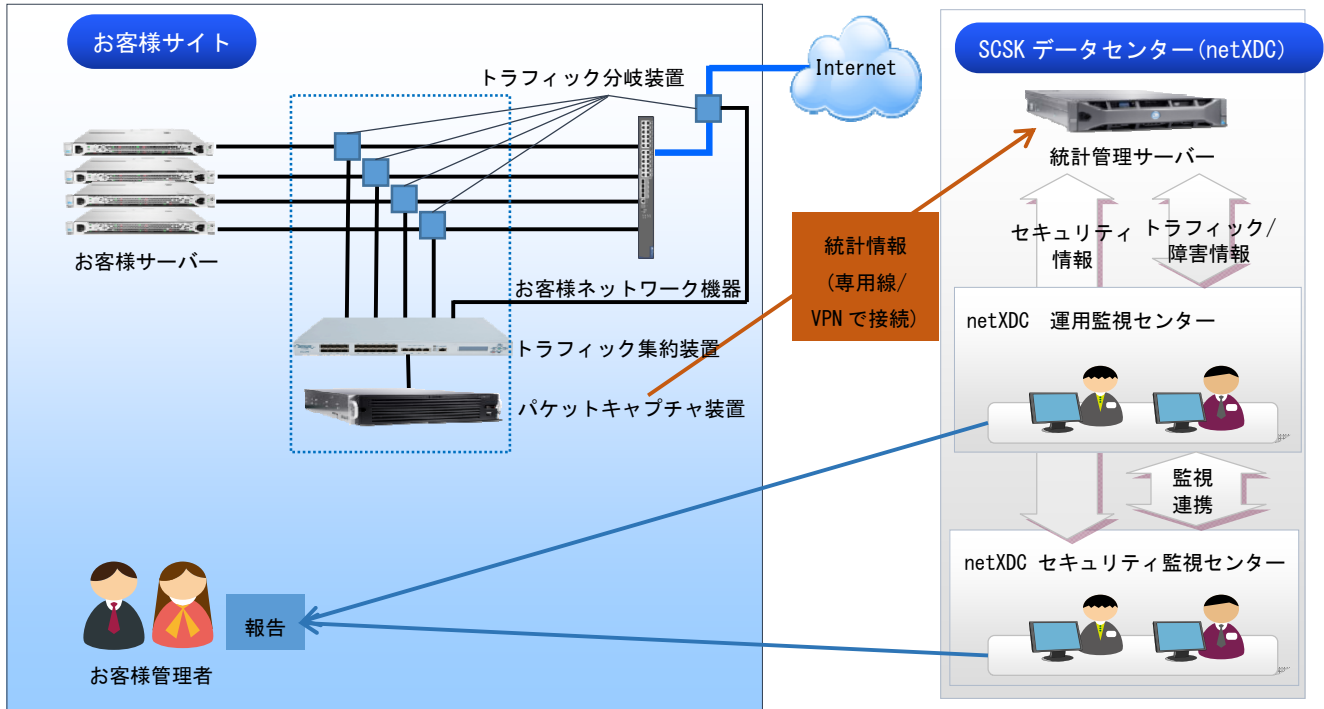 お客様サイト
トラフィック分岐装置
お客様サーバー
お客様ネットワーク機器
トラフィック集約装置
パケットキャプチャ装置
お客様管理者
報告
Internet
統計情報
(専用線/
VPN で接続)
SCSK データセンター(netXDC)
統計管理サーバー
セキュリティ
情報
トラフィック/
障害情報
netXDC 運用監視センター
監視
連携
netXDC セキュリティ監視センター